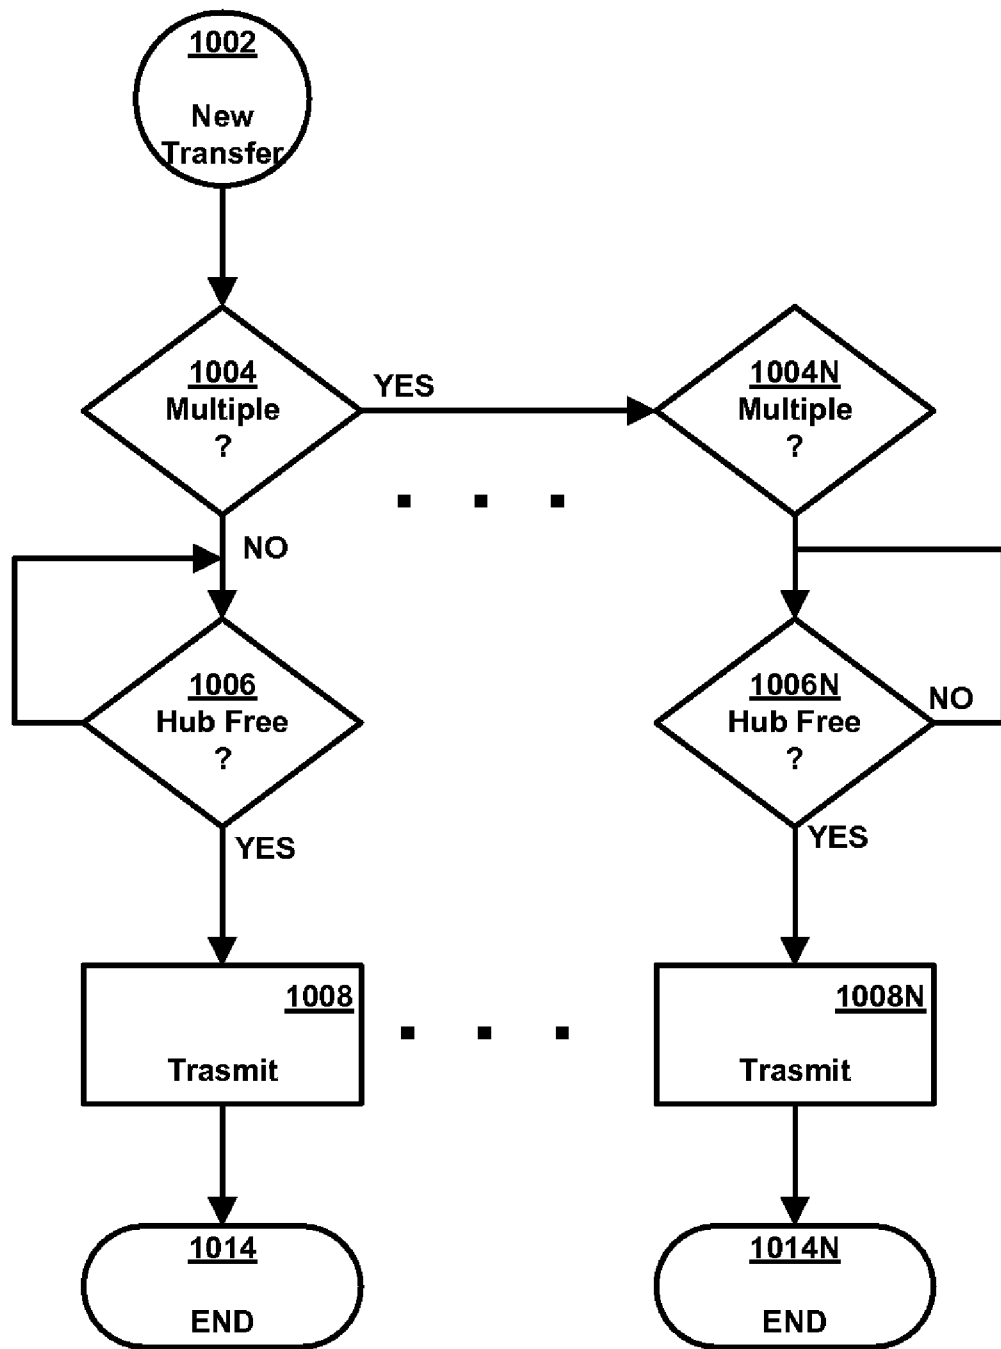 1002
New
Transfer
1004
Multiple
?
YES
1004N
Multiple
?
NO
1006
Hub Free
?
1006N
Hub Free
?
NO
YES
YES
1008
Trasmit
1008N
Trasmit
1014
END
1014N
END